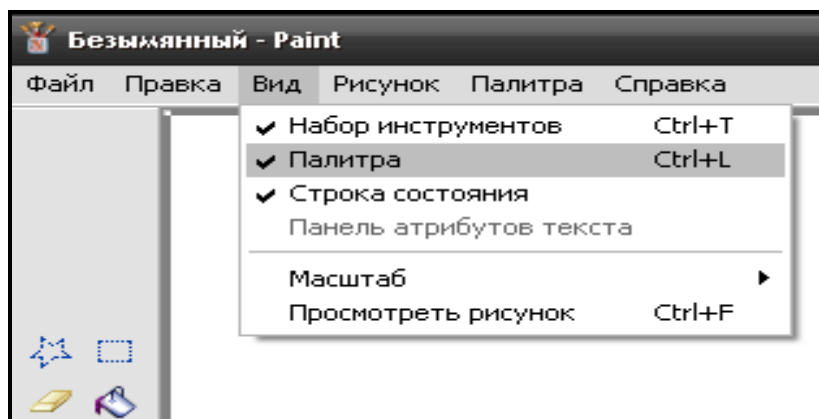 Безымянный - Paint
Файл Правка Вид Рисунок Палитра Справка
Набор инструментов Ctrl+T
Палитра Ctrl+L
Строка состояния
Панель атрибутов текста
Масштаб
Просмотреть рисунок Ctrl+F